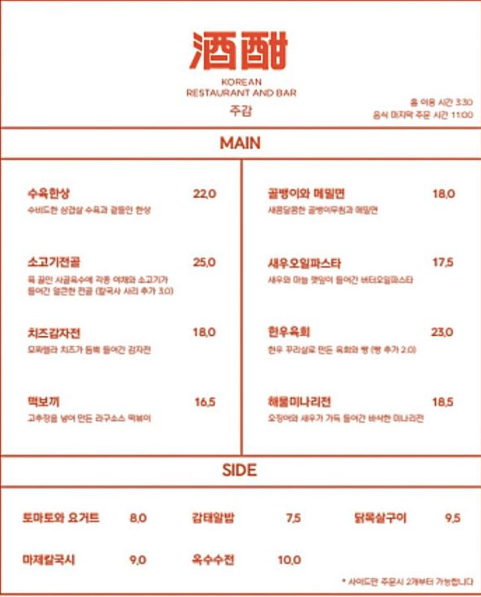 酒酣
KOREAN
RESTAURANT AND BAR
주감
홀 이용 시간 3:30
음식 마지막 주문 시간 11:00
MAIN
수육한상 22,0
수비드한 삼겹살 수육과 곁들인 한상
소고기전골 25,0
푹 끓인 사골육수에 각종 야채와 소고기가
들어간 얼큰한 전골 (칼국사 사리 추가 3,0)
치즈감자전 18,0
모짜렐라 치즈가 듬뿍 들어간 감자전
떡보끼 16,5
고추장을 넣어 만든 라구소스 떡볶이
골뱅이와 메밀면 18,0
새콤달콤한 골뱅이무침과 메밀면
새우오일파스타 17,5
새우와 마늘 깻잎이 들어간 버터오일파스타
한우육회 23,0
한우 꾸리살로 만든 육회와 빵 (빵 추가 2,0)
해물미나리전 18,5
오징어와 새우가 가득 들어간 바삭한 미나리전
SIDE
토마토와 요거트 8,0 감태알밥 7,5 닭목살구이 9,5
마제칼국시 9,0 옥수수전 10,0
* 사이드만 주문시 2개부터 가능합니다